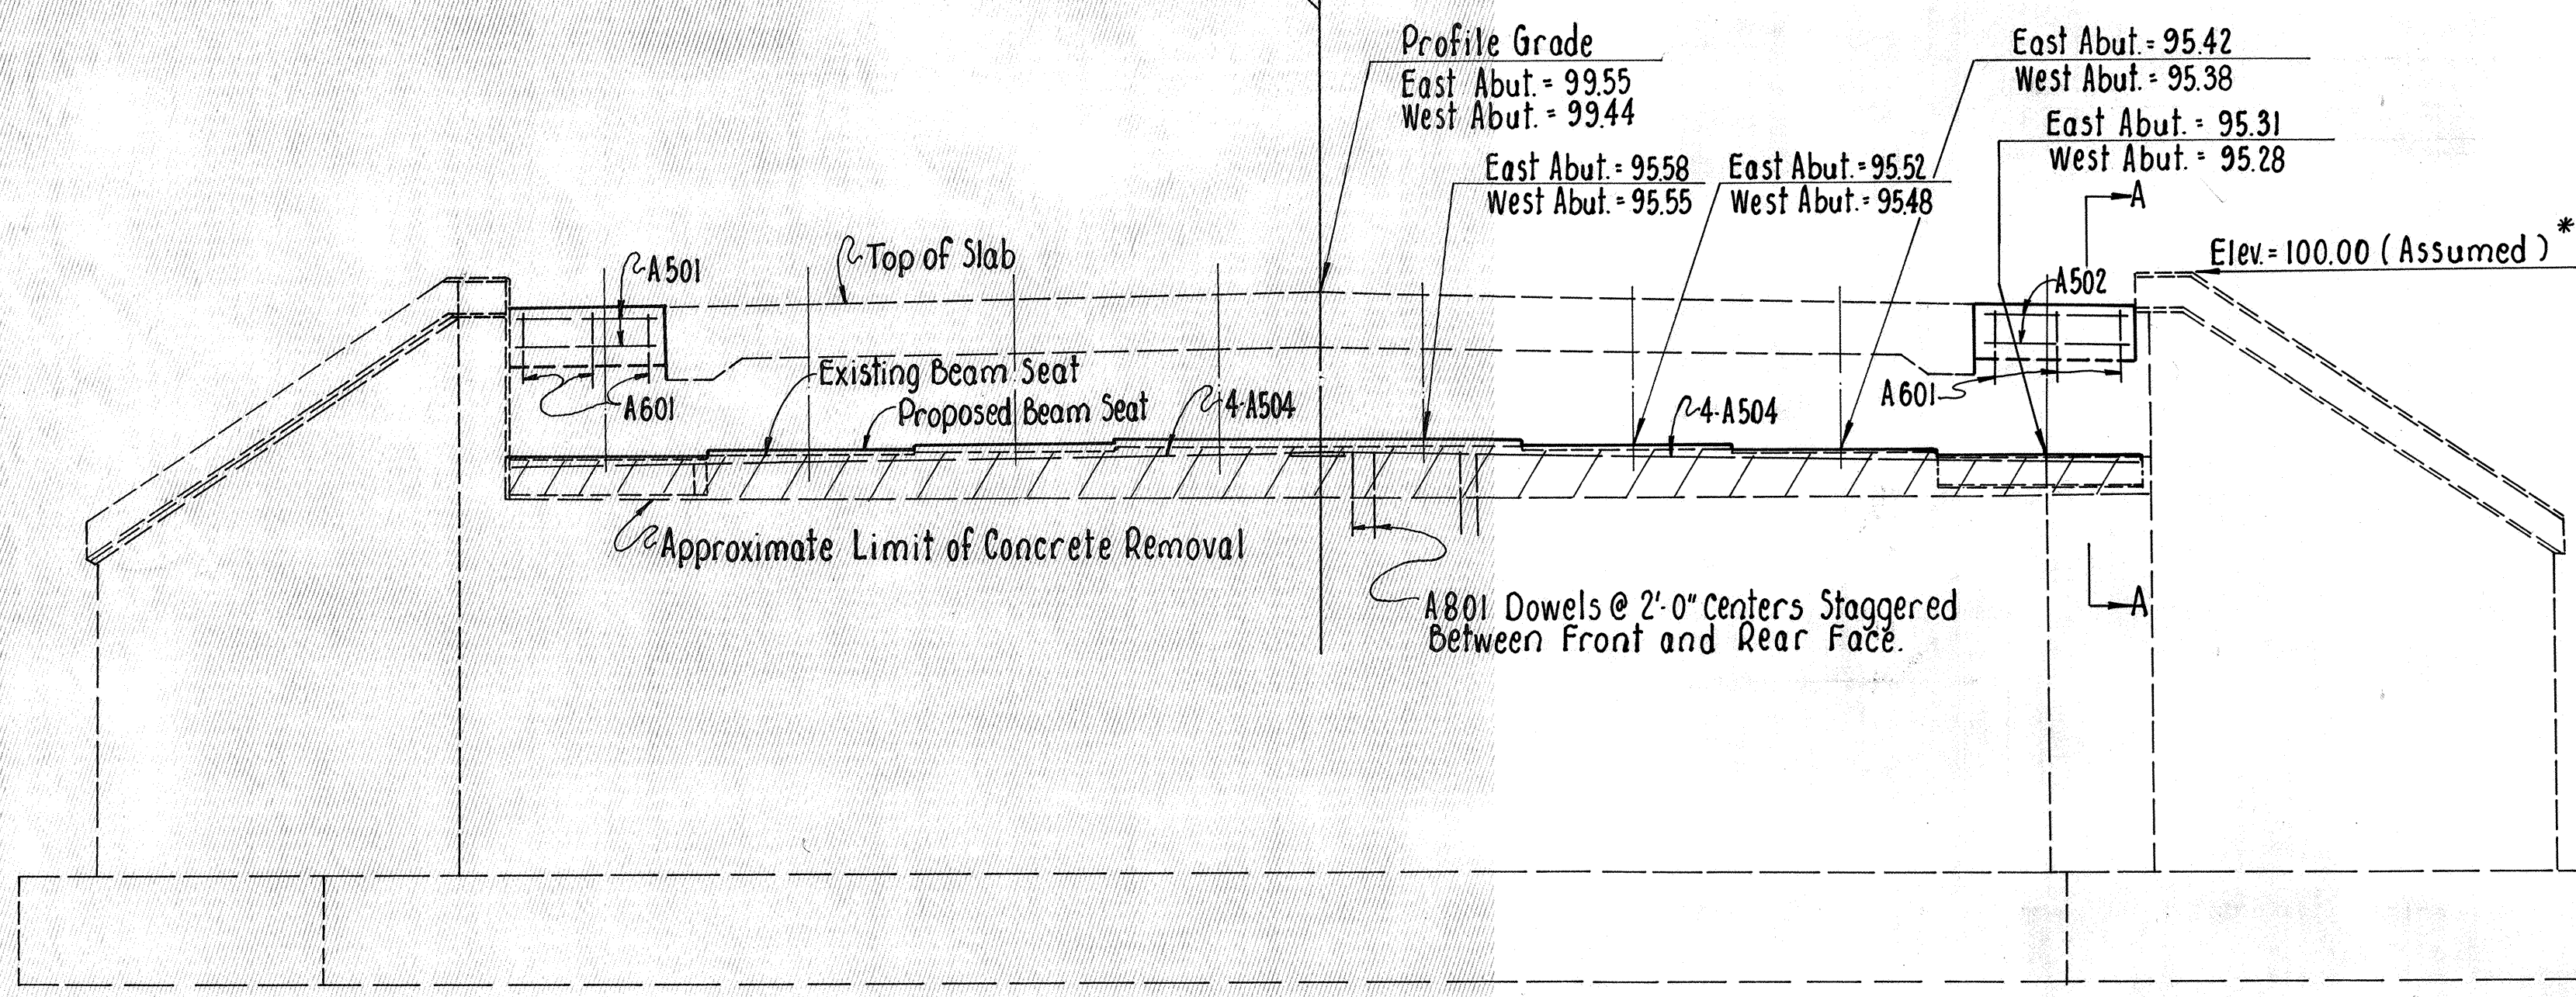 Profile Grade
East Abut. = 99.55
West Abut. = 99.44
East Abut. = 95.42
West Abut. = 95.38
East Abut. = 95.31
West Abut. = 95.28
East Abut. = 95.58
West Abut. = 95.55
East Abut. = 95.52
West Abut. = 95.48
A
Elev. = 100.00 (Assumed) *
Top of Slab
A501
A502
Existing Beam Seat
A601
Proposed Beam Seat
4-A504
4-A504
A601
Approximate Limit of Concrete Removal
A801 Dowels @ 2'-0" Centers Staggered
Between Front and Rear Face.
A